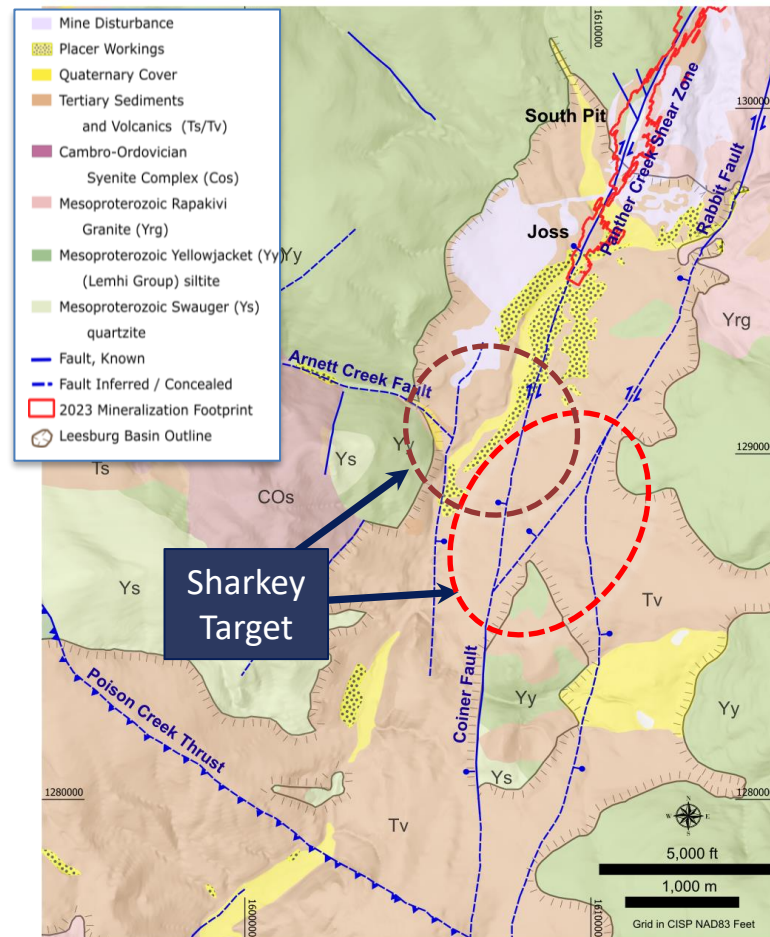 Mine Disturbance
Placer Workings
Quaternary Cover
Tertiary Sediments
and Volcanics (Ts/Tv)
Cambro-Ordovician
Syenite Complex (Cos)
Mesoproterozoic Rapakivi
Granite (Yrg)
Mesoproterozoic Yellowjacket (Yy)
(Lemhi Group) siltite
Mesoproterozoic Swauger (Ys)
quartzite
Fault, Known
Fault Inferred / Concealed
2023 Mineralization Footprint
Leesburg Basin Outline
1610000
1300000
South Pit
Panther Creek Shear Zone
Rabbit Fault
Joss
Yy
Yrg
Arnett Creek Fault
Yy
Ys
Ts
COs
1290000
Sharkey
Target
Ys
Tv
Coiner Fault
Yy
Yy
Poison Creek Thrust
Ys
1280000
1280000
Tv
N
W
E
S
5,000 ft
1,000 m
1600000
1610000
Grid in CISP NAD83 Feet